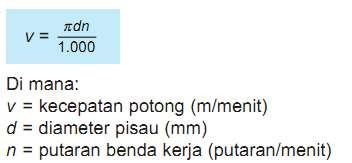 v = πdn / 1.000
Di mana:
v = kecepatan potong (m/menit)
d = diameter pisau (mm)
n = putaran benda kerja (putaran/menit)